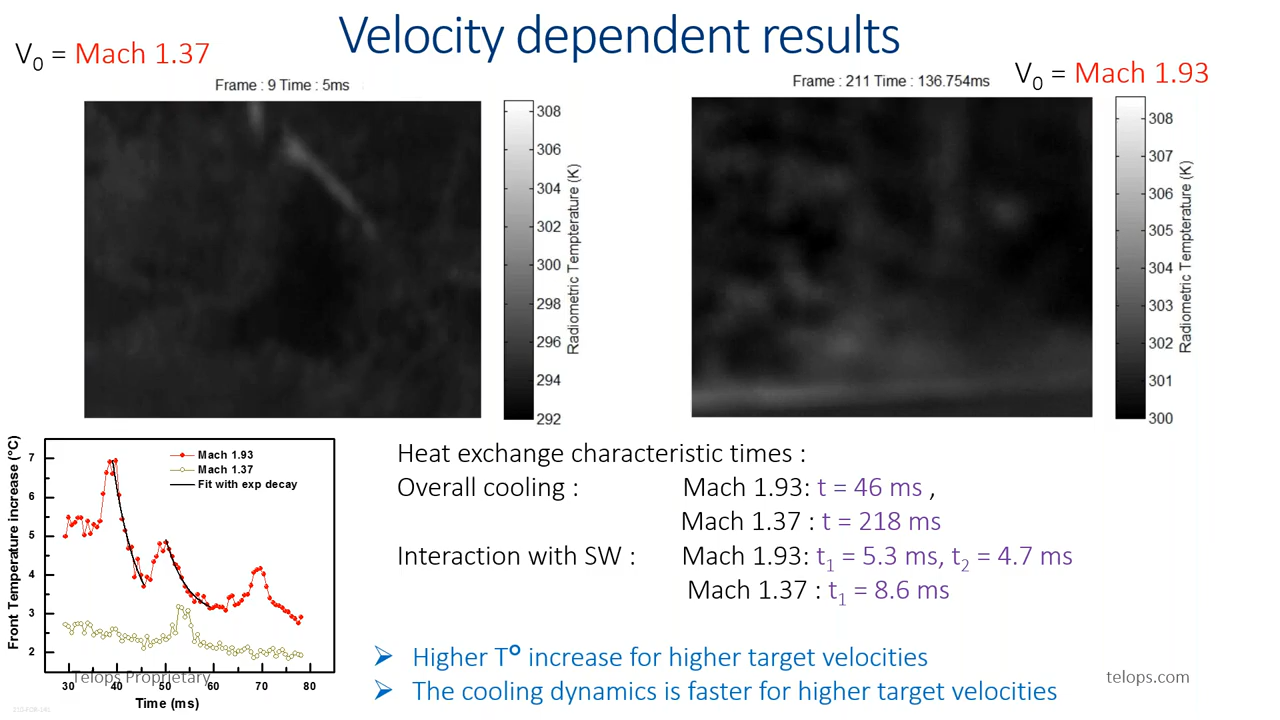 Velocity dependent results
V0 = Mach 1.37
V0 = Mach 1.93
Frame : 9 Time : 5ms
308
306
304
302
300
298
296
294
292
Radiometric Tempterature (K)
Frame : 211 Time : 136.754ms
308
307
306
305
304
303
302
301
300
Radiometric Tempterature (K)
Front Temperature increase (°C)
7
6
5
4
3
2
Mach 1.93
Mach 1.37
Fit with exp decay
30 40 50 60 70 80
Time (ms)
Telops Proprietary
Heat exchange characteristic times :
Overall cooling : Mach 1.93: t = 46 ms ,
Mach 1.37 : t = 218 ms
Interaction with SW : Mach 1.93: t1 = 5.3 ms, t2 = 4.7 ms
Mach 1.37 : t1 = 8.6 ms
➢ Higher T° increase for higher target velocities
➢ The cooling dynamics is faster for higher target velocities
telops.com